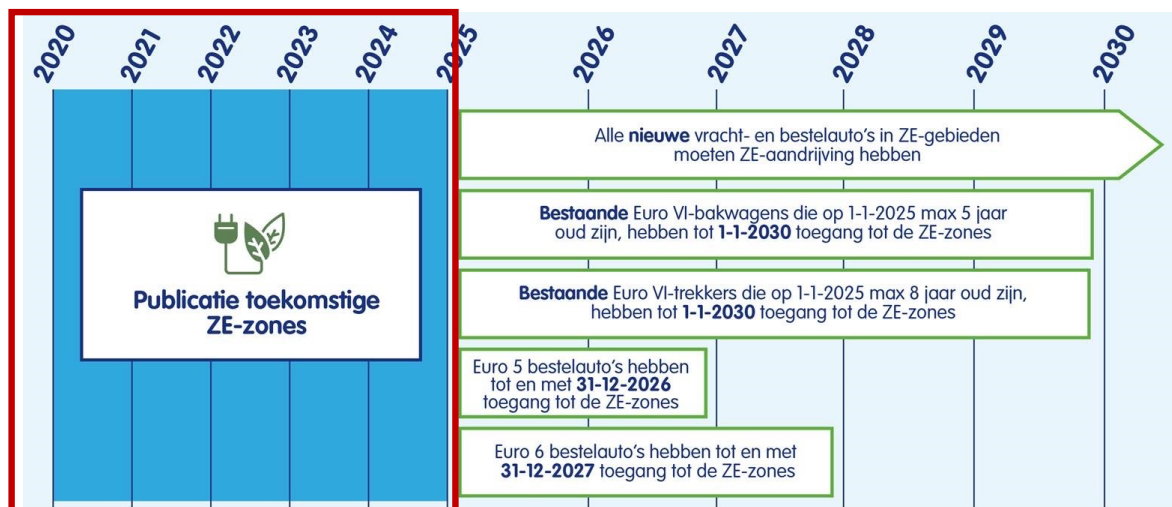 2020
2021
2022
2023
2024
2025
2026
2027
2028
2029
2030
Publicatie toekomstige
ZE-zones
Alle nieuwe vracht- en bestelauto's in ZE-gebieden
moeten ZE-aandrijving hebben
Bestaande Euro VI-bakwagens die op 1-1-2025 max 5 jaar
oud zijn, hebben tot 1-1-2030 toegang tot de ZE-zones
Bestaande Euro VI-trekkers die op 1-1-2025 max 8 jaar oud zijn,
hebben tot 1-1-2030 toegang tot de ZE-zones
Euro 5 bestelauto's hebben
tot en met 31-12-2026
toegang tot de ZE-zones
Euro 6 bestelauto's hebben tot en met
31-12-2027 toegang tot de ZE-zones